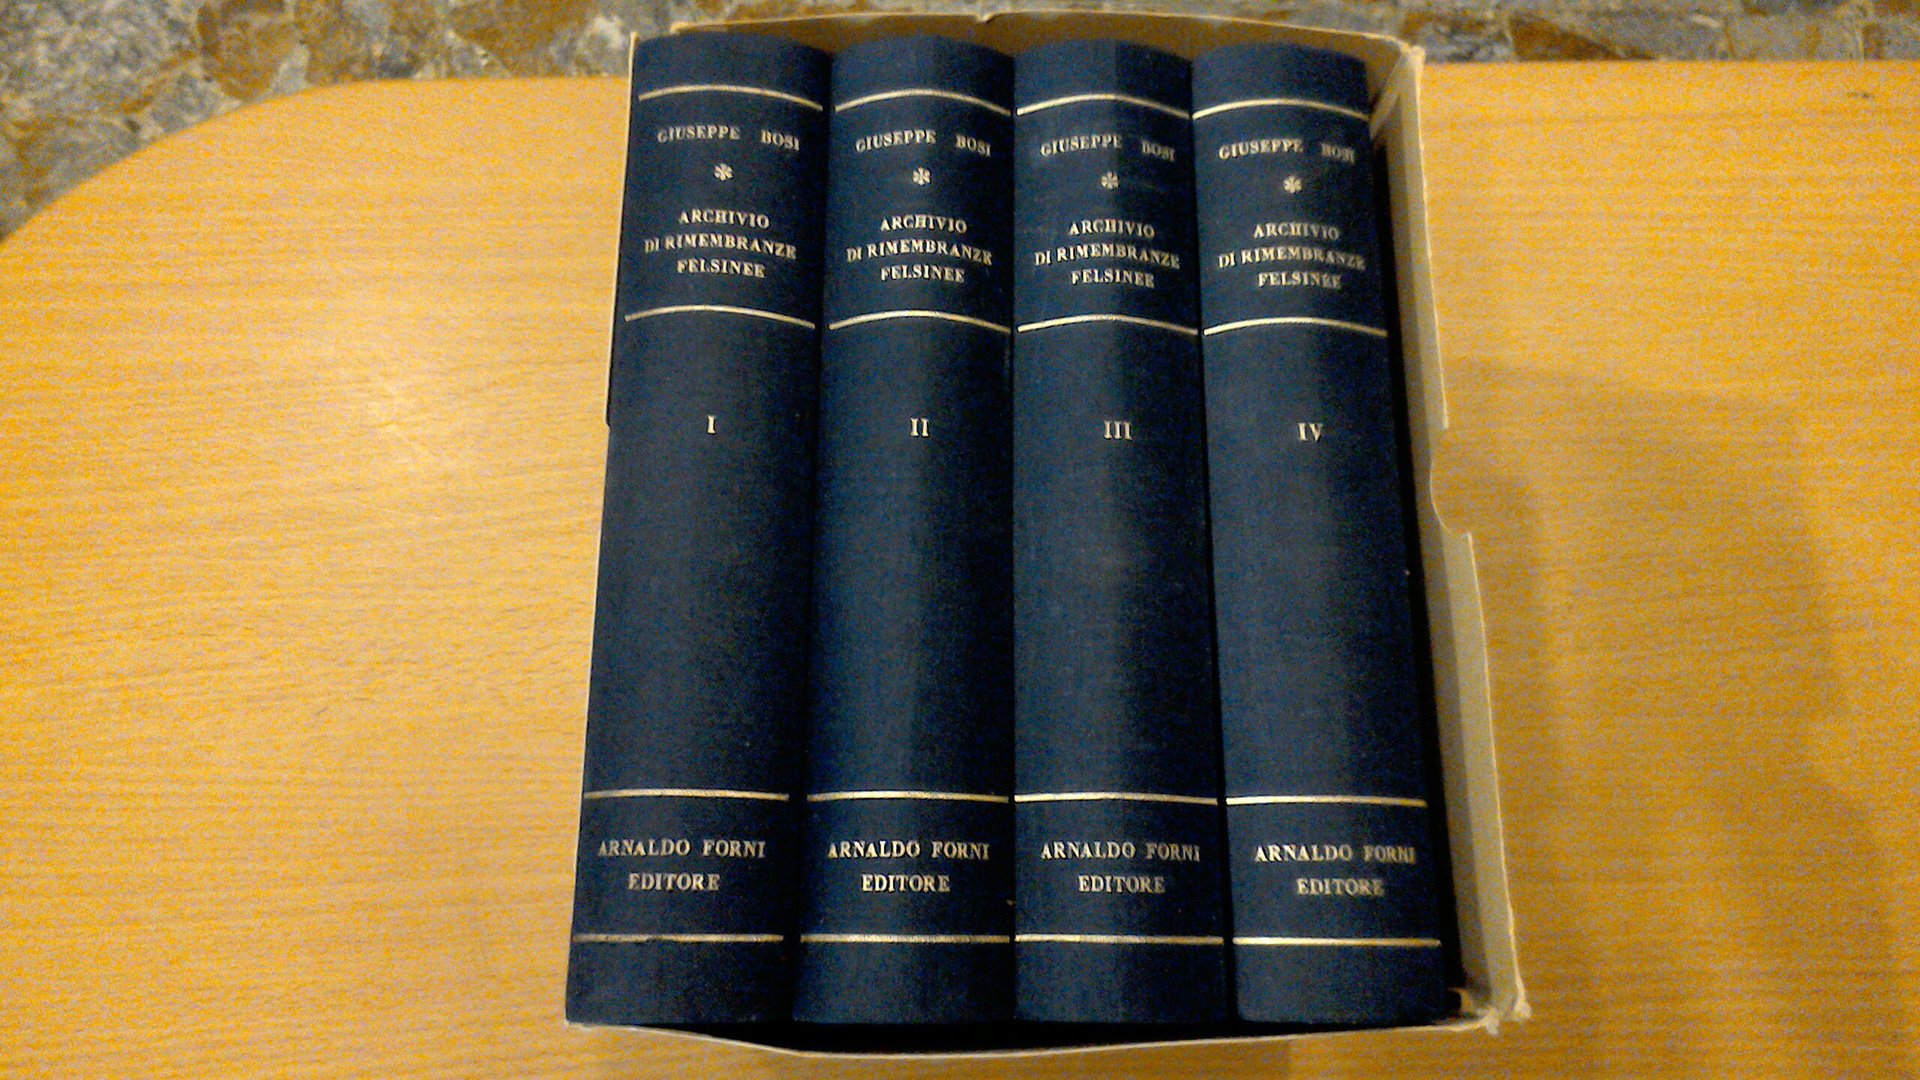 GIUSEPPE BOSI
*
ARCHIVIO
DI RIMEMBRANZE
FELSINEE
I
ARNALDO FORNI
EDITORE
GIUSEPPE BOSI
*
ARCHIVIO
DI RIMEMBRANZE
FELSINEE
II
ARNALDO FORNI
EDITORE
GIUSEPPE BOSI
*
ARCHIVIO
DI RIMEMBRANZE
FELSINEE
III
ARNALDO FORNI
EDITORE
GIUSEPPE BOSI
*
ARCHIVIO
DI RIMEMBRANZE
FELSINEE
IV
ARNALDO FORNI
EDITORE